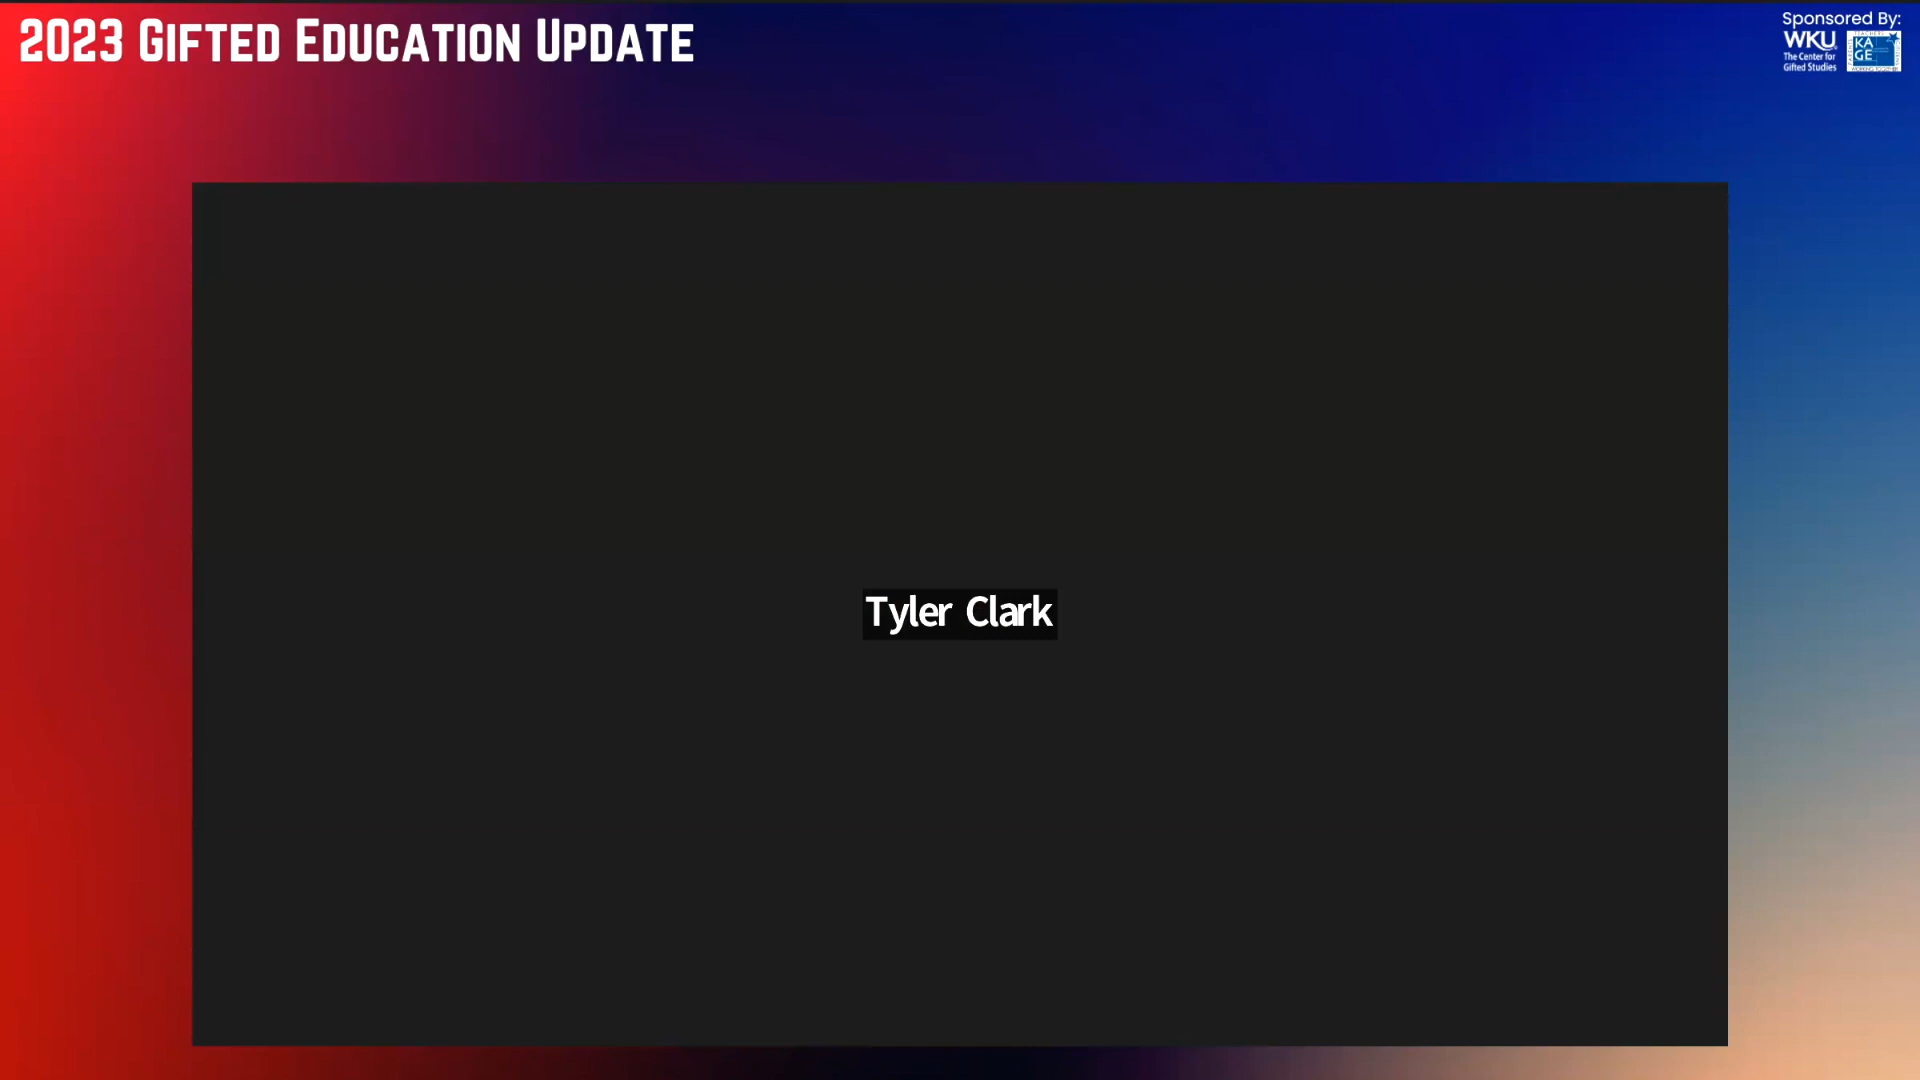 2023 Gifted Education Update
Sponsored By:
WKU
The Center for
Gifted Studies
KA
GE
Tyler Clark